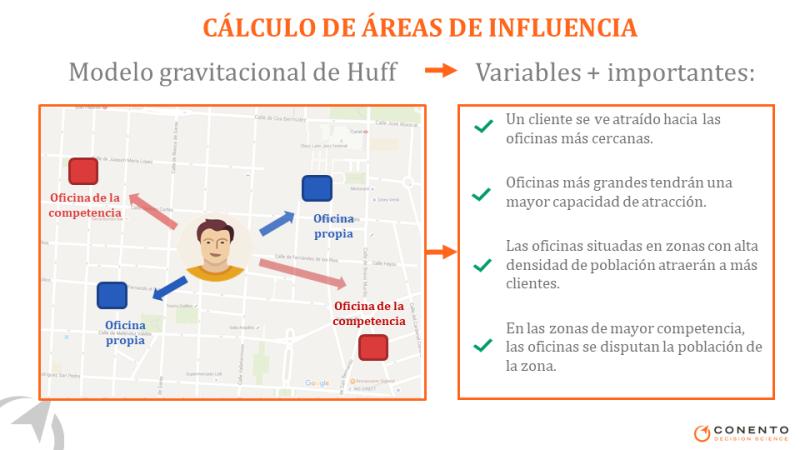 CÁLCULO DE ÁREAS DE INFLUENCIA
Modelo gravitacional de Huff
Variables + importantes:
Oficina de la
competencia
Oficina
propia
Oficina
propia
Oficina de la
competencia
Google
Un cliente se ve atraído hacia las
oficinas más cercanas.
Oficinas más grandes tendrán una
mayor capacidad de atracción.
Las oficinas situadas en zonas con alta
densidad de población atraerán a más
clientes.
En las zonas de mayor competencia,
las oficinas se disputan la población de
la zona.
CONENTO
DECISION SCIENCE